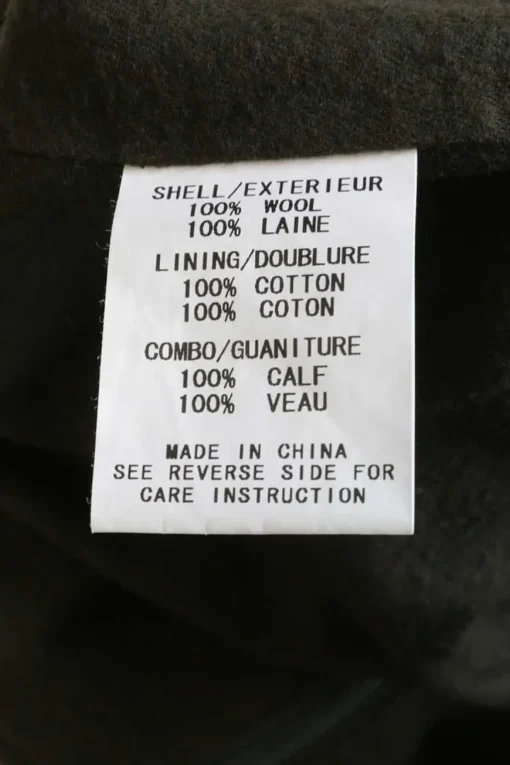 SHELL/EXTERIEUR
100% WOOL
100% LAINE
LINING/DOUBLURE
100% COTTON
100% COTON
COMBO/GUANITURE
100% CALF
100% VEAU
MADE IN CHINA
SEE REVERSE SIDE FOR
CARE INSTRUCTION